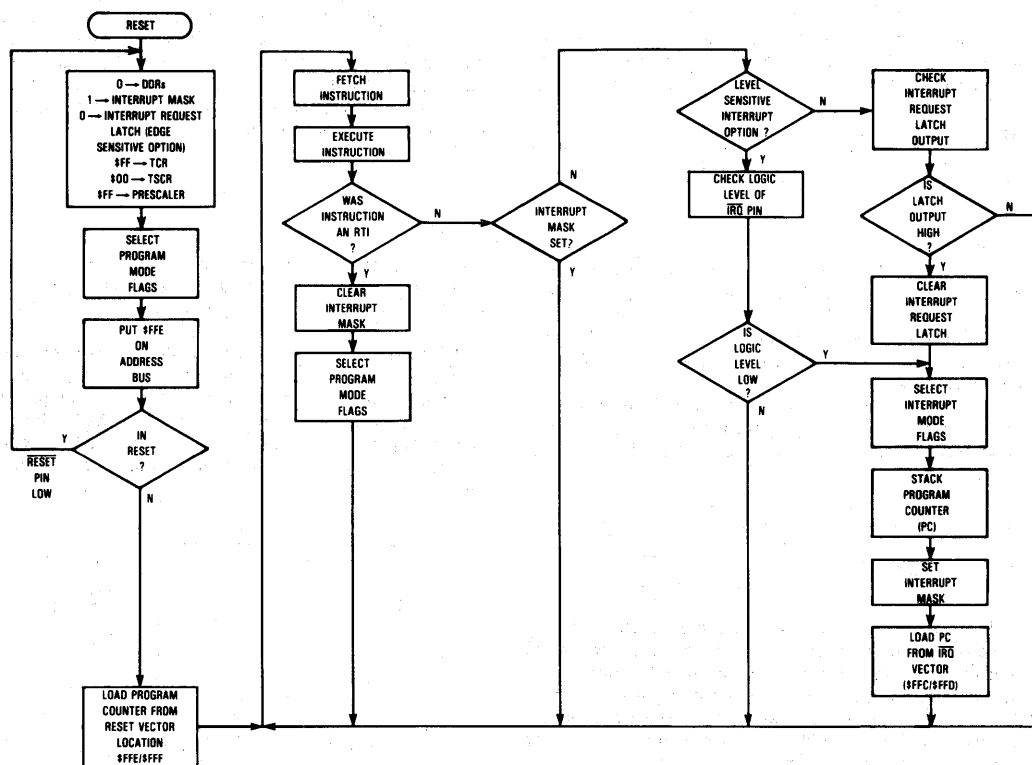 RESET
0 → DDRs
1 → INTERRUPT MASK
0 → INTERRUPT REQUEST
LATCH (EDGE
SENSITIVE OPTION)
$FF → TCR
$00 → TSCR
$FF → PRESCALER
SELECT
PROGRAM
MODE
FLAGS
PUT $FFE
ON
ADDRESS
BUS
IN
RESET
?
Y
RESET
PIN
LOW
N
LOAD PROGRAM
COUNTER FROM
RESET VECTOR
LOCATION
$FFE/$FFF
FETCH
INSTRUCTION
EXECUTE
INSTRUCTION
WAS
INSTRUCTION
AN RTI
?
N
Y
CLEAR
INTERRUPT
MASK
SELECT
PROGRAM
MODE
FLAGS
N
INTERRUPT
MASK
SET?
Y
LEVEL
SENSITIVE
INTERRUPT
OPTION ?
N
Y
CHECK LOGIC
LEVEL OF
IRQ PIN
IS
LOGIC
LEVEL
LOW
?
Y
N
CHECK
INTERRUPT
REQUEST
LATCH
OUTPUT
IS
LATCH
OUTPUT
HIGH
?
N
Y
CLEAR
INTERRUPT
REQUEST
LATCH
SELECT
INTERRUPT
MODE
FLAGS
STACK
PROGRAM
COUNTER
(PC)
SET
INTERRUPT
MASK
LOAD PC
FROM IRQ
VECTOR
($FFC/$FFD)